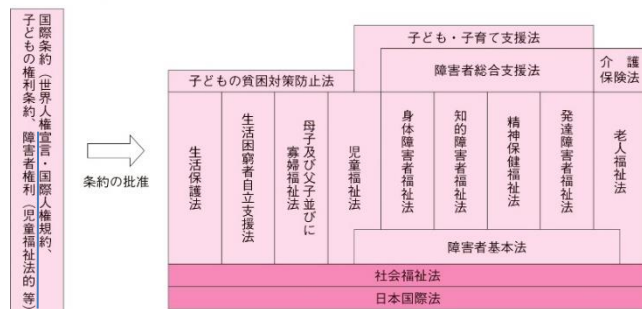 国際条約（世界人権宣言・国際人権規約、
子どもの権利条約、障害者権利（児童福祉法的 等）
条約の批准
子ども・子育て支援法
障害者総合支援法
介護
保険法
子どもの貧困対策防止法
生活保護法
生活困窮者自立支援法
母子及び父子並びに
寡婦福祉法
児童福祉法
身体障害者福祉法
知的障害者福祉法
精神保健福祉法
発達障害者福祉法
老人福祉法
障害者基本法
社会福祉法
日本国際法